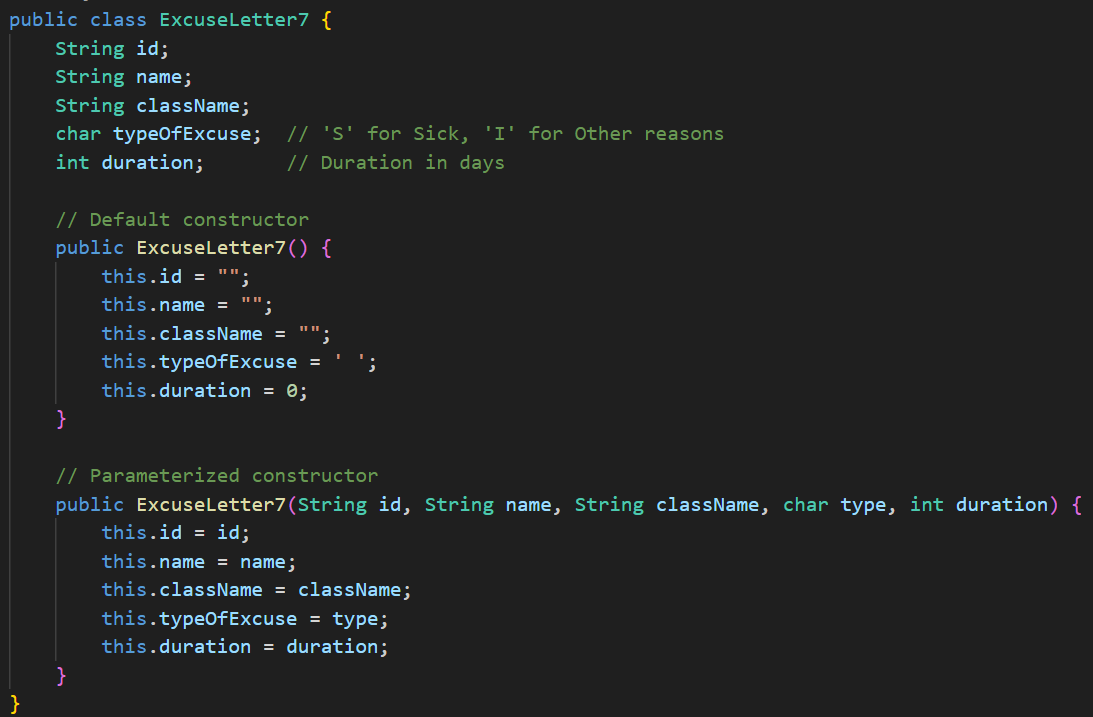 public class ExcuseLetter7 {
    String id;
    String name;
    String className;
    char typeOfExcuse;  // 'S' for Sick, 'I' for Other reasons
    int duration;       // Duration in days

    // Default constructor
    public ExcuseLetter7() {
        this.id = "";
        this.name = "";
        this.className = "";
        this.typeOfExcuse = ' ';
        this.duration = 0;
    }

    // Parameterized constructor
    public ExcuseLetter7(String id, String name, String className, char type, int duration) {
        this.id = id;
        this.name = name;
        this.className = className;
        this.typeOfExcuse = type;
        this.duration = duration;
    }
}